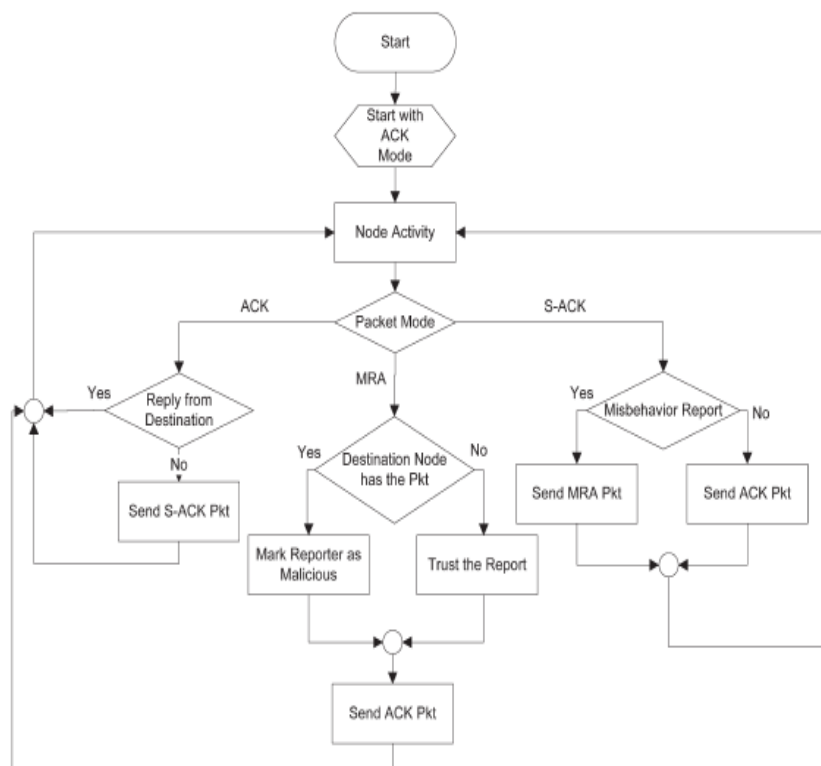 Start
Start with
ACK
Mode
Node Activity
ACK
Packet Mode
S-ACK
MRA
Yes
Reply from
Destination
No
Send S-ACK Pkt
Yes
Destination Node
has the Pkt
No
Mark Reporter as
Malicious
Trust the Report
Send ACK Pkt
Yes
Misbehavior Report
No
Send MRA Pkt
Send ACK Pkt